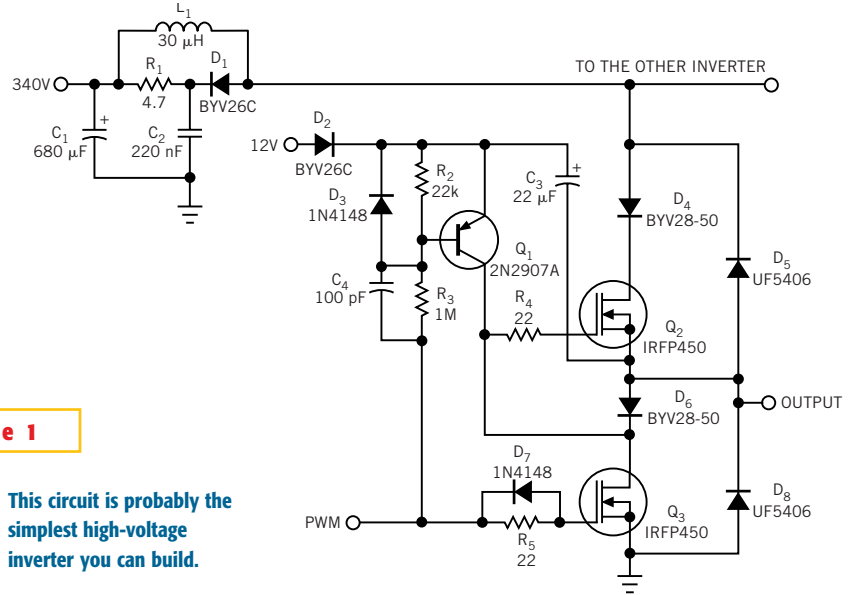 L1
30 μH
R1
4.7
D1
BYV26C
340V
C1
680 μF
+
C2
220 nF
TO THE OTHER INVERTER
12V
D2
BYV26C
D3
1N4148
R2
22k
C3
22 μF
+
D4
BYV28-50
D5
UF5406
Q1
2N2907A
C4
100 pF
R3
1M
R4
22
Q2
IRFP450
D6
BYV28-50
OUTPUT
e 1
This circuit is probably the
simplest high-voltage
inverter you can build.
D7
1N4148
PWM
R5
22
Q3
IRFP450
D8
UF5406